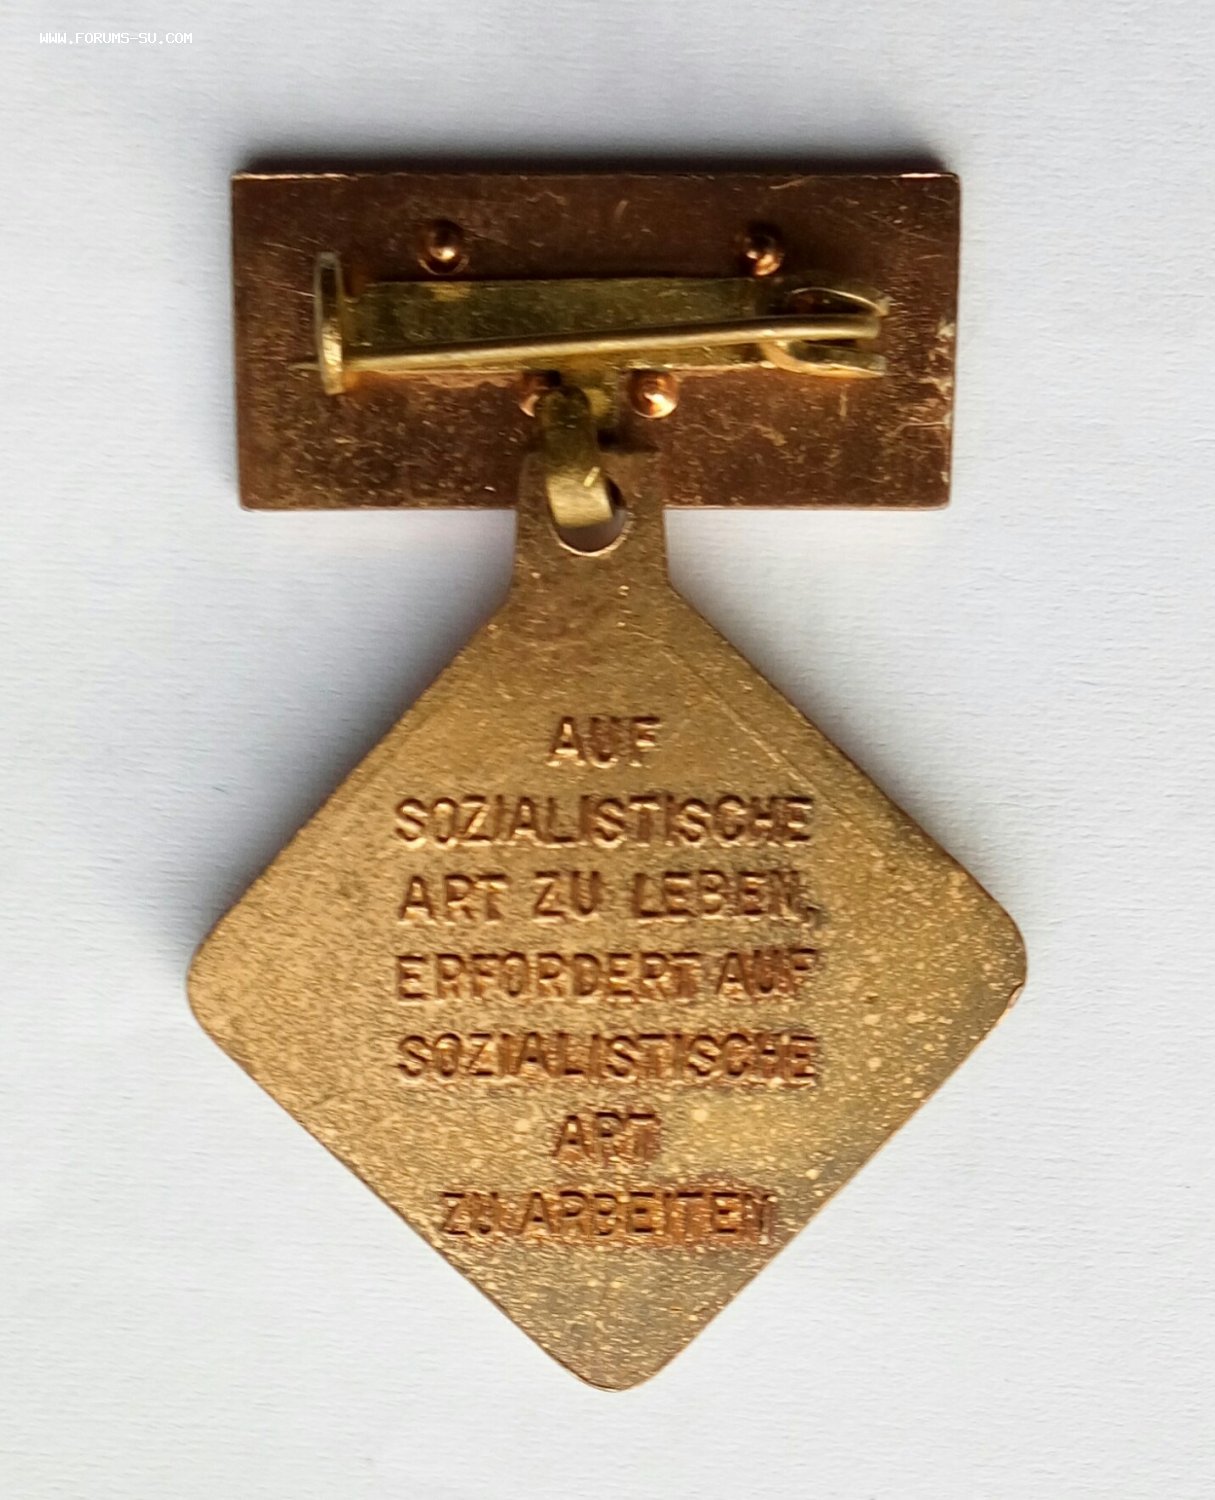 WWW.FORUMS-SU.COM
AUF
SOZIALISTISCHE
ART ZU LEBEN,
ERFORDERT AUF
SOZIALISTISCHE
ART
ZU ARBEITEN